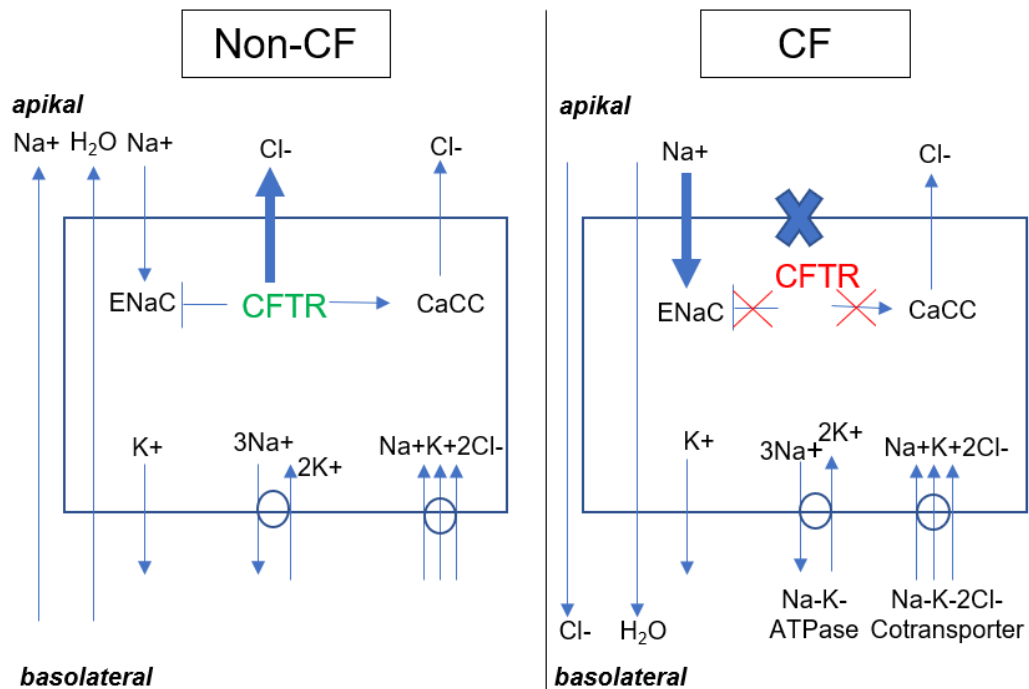 Non-CF
apikal
Na+ H₂O Na+ Cl- Cl-
ENaC CFTR CaCC
K+ 3Na+ 2K+ Na+K+2Cl-
basolateral
CF
apikal
Na+ Cl-
CFTR
ENaC CaCC
K+ 3Na+ 2K+ Na+K+2Cl-
Cl- H₂O Na-K- Na-K-2Cl-
ATPase Cotransporter
basolateral